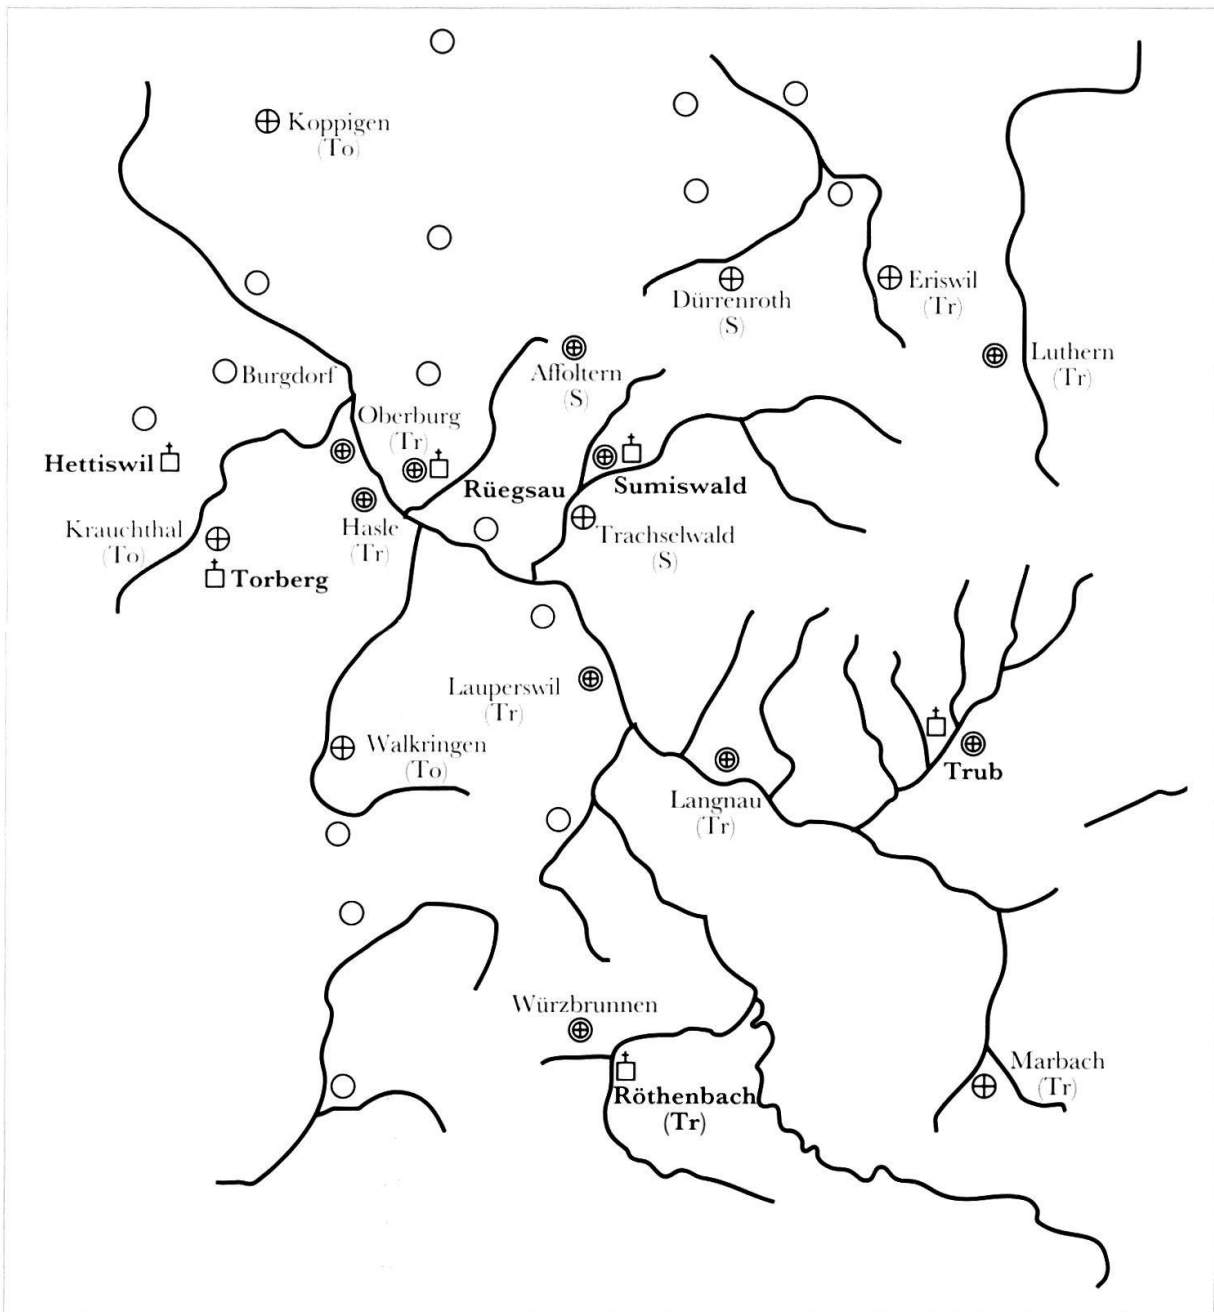 Koppigen
(To)
Eriswil
(Tr)
Dürrenroth
(S)
Luthern
(Tr)
Affoltern
(S)
Burgdorf
Oberburg
(Tr)
Hettiswil
Rüegsau
Sumiswald
Krauchthal
(To)
Hasle
(Tr)
Trachselwald
(S)
Torberg
Lauperswil
(Tr)
Walkringen
(To)
Trub
Langnau
(Tr)
Würzbrunnen
Marbach
(Tr)
Röthenbach
(Tr)